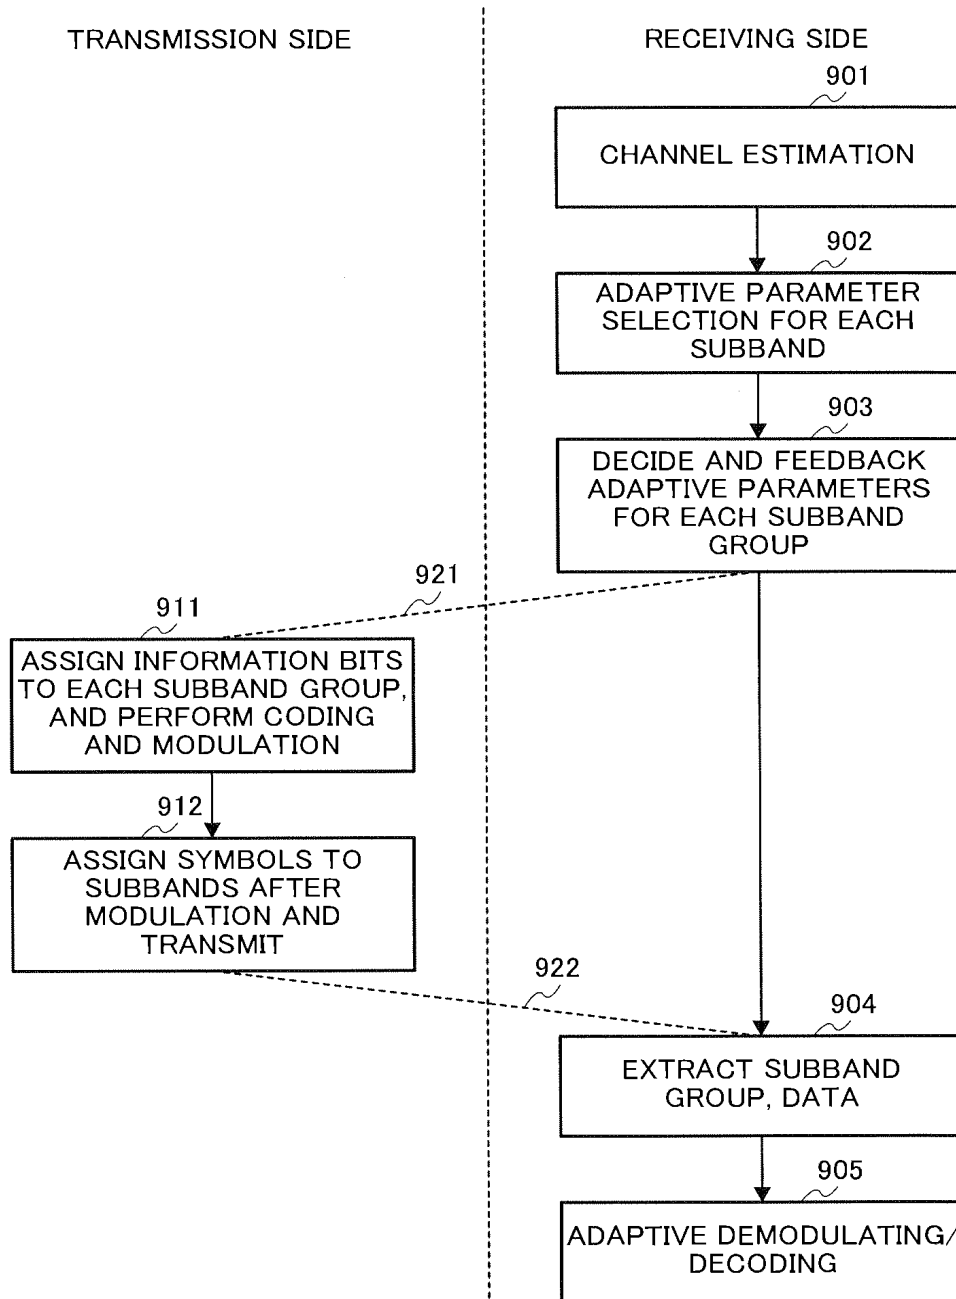 TRANSMISSION SIDE
RECEIVING SIDE
901
CHANNEL ESTIMATION
902
ADAPTIVE PARAMETER
SELECTION FOR EACH
SUBBAND
903
DECIDE AND FEEDBACK
ADAPTIVE PARAMETERS
FOR EACH SUBBAND
GROUP
921
911
ASSIGN INFORMATION BITS
TO EACH SUBBAND GROUP,
AND PERFORM CODING
AND MODULATION
912
ASSIGN SYMBOLS TO
SUBBANDS AFTER
MODULATION AND
TRANSMIT
922
904
EXTRACT SUBBAND
GROUP, DATA
905
ADAPTIVE DEMODULATING/
DECODING